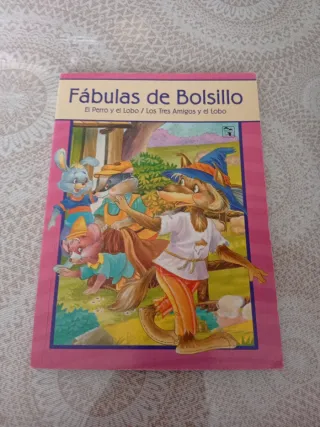 Fábulas de Bolsillo
El Perro y el Lobo / Los Tres Amigos y el Lobo